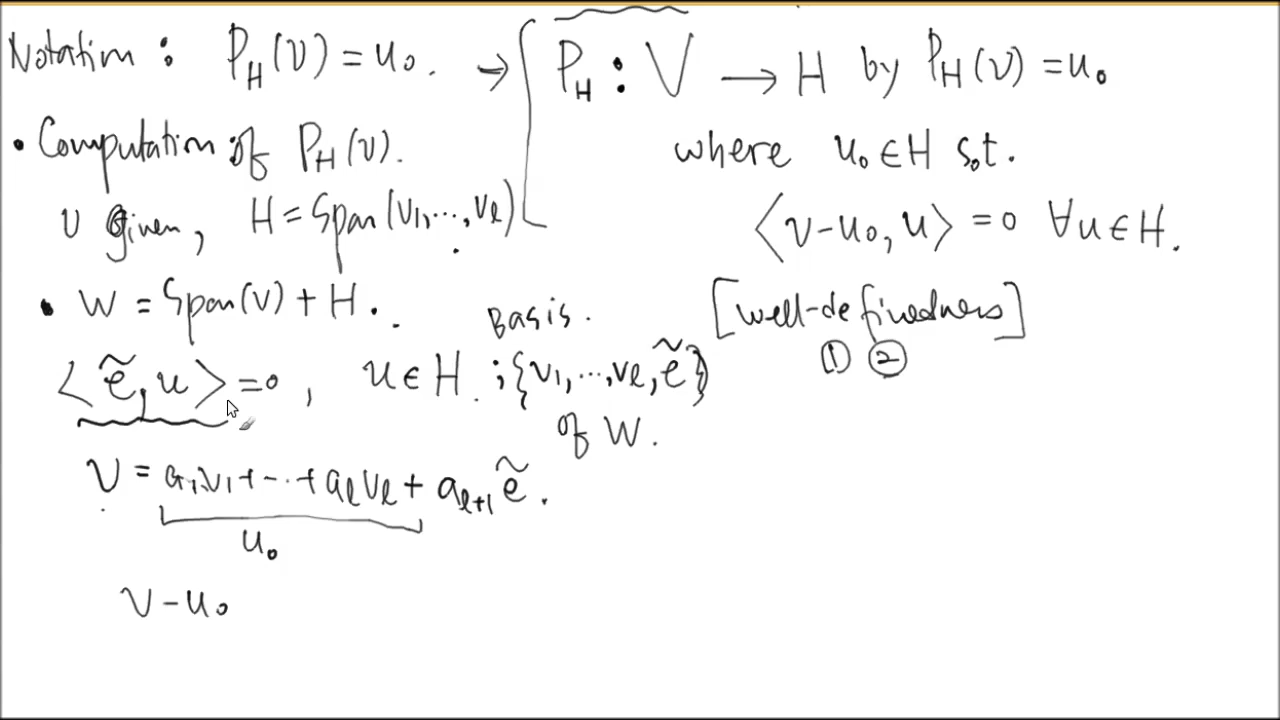 Notation : P_H(v) = u₀. → P_H : V → H by P_H(v) = u₀
where u₀ ∈ H s.t.
⟨v - u₀, u⟩ = 0 ∀u ∈ H.
[well-definedness]
① ②
• Computation of P_H(v).
v given, H = Span(v₁, ..., v_ℓ)
• W = Span(v) + H.
⟨ẽ, u⟩ = 0, u ∈ H. ; {v₁, ..., v_ℓ, ẽ}
Basis.
of W.
v = a₁v₁ + ... + a_ℓv_ℓ + a_{ℓ+1} ẽ.
u₀
v - u₀